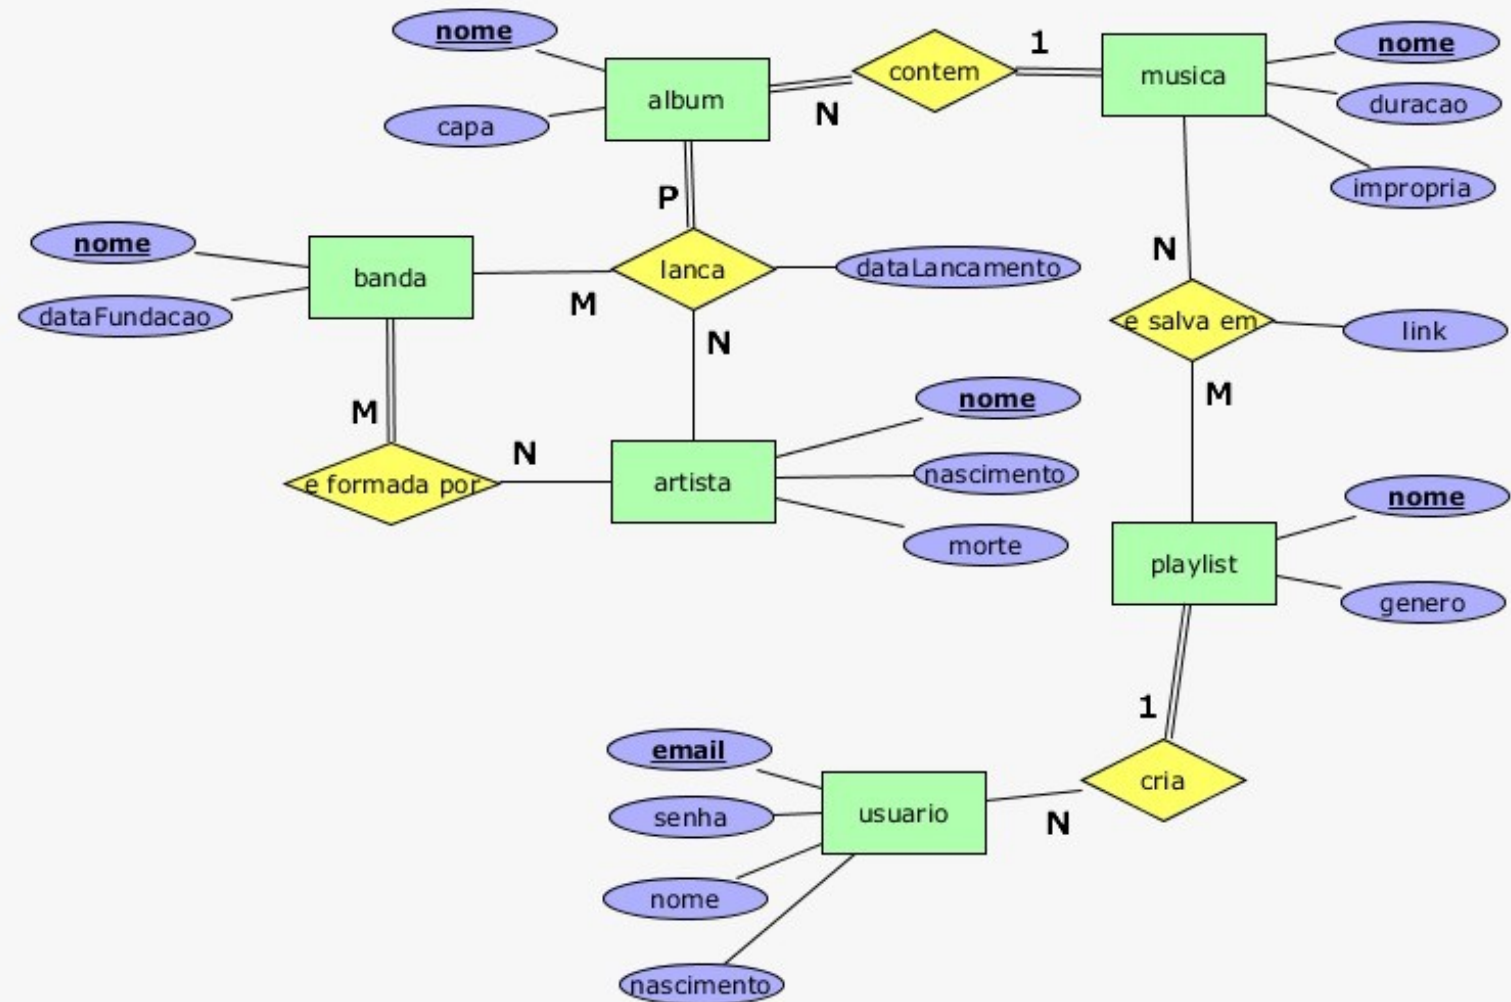 nome
album
capa
contem
N
1
musica
nome
duracao
impropria
P
nome
dataFundacao
banda
M
lanca
dataLancamento
N
N
e salva em
link
M
M
e formada por
N
artista
nome
nascimento
morte
playlist
nome
genero
1
cria
N
usuario
email
senha
nome
nascimento